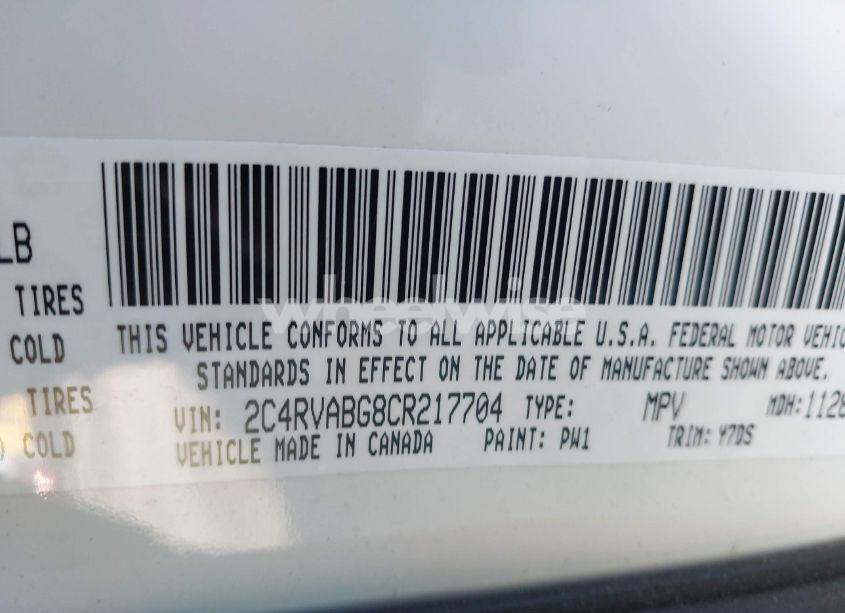 LB
TIRES
COLD
TIRES
COLD
THIS VEHICLE CONFORMS TO ALL APPLICABLE U.S.A. FEDERAL MOTOR VEHIC
STANDARDS IN EFFECT ON THE DATE OF MANUFACTURE SHOWN ABOVE.
VIN: 2C4RVABG8CR217704 TYPE: MPV MDH: 1128
VEHICLE MADE IN CANADA PAINT: PW1 TRIM: Y7DS
wheelwise